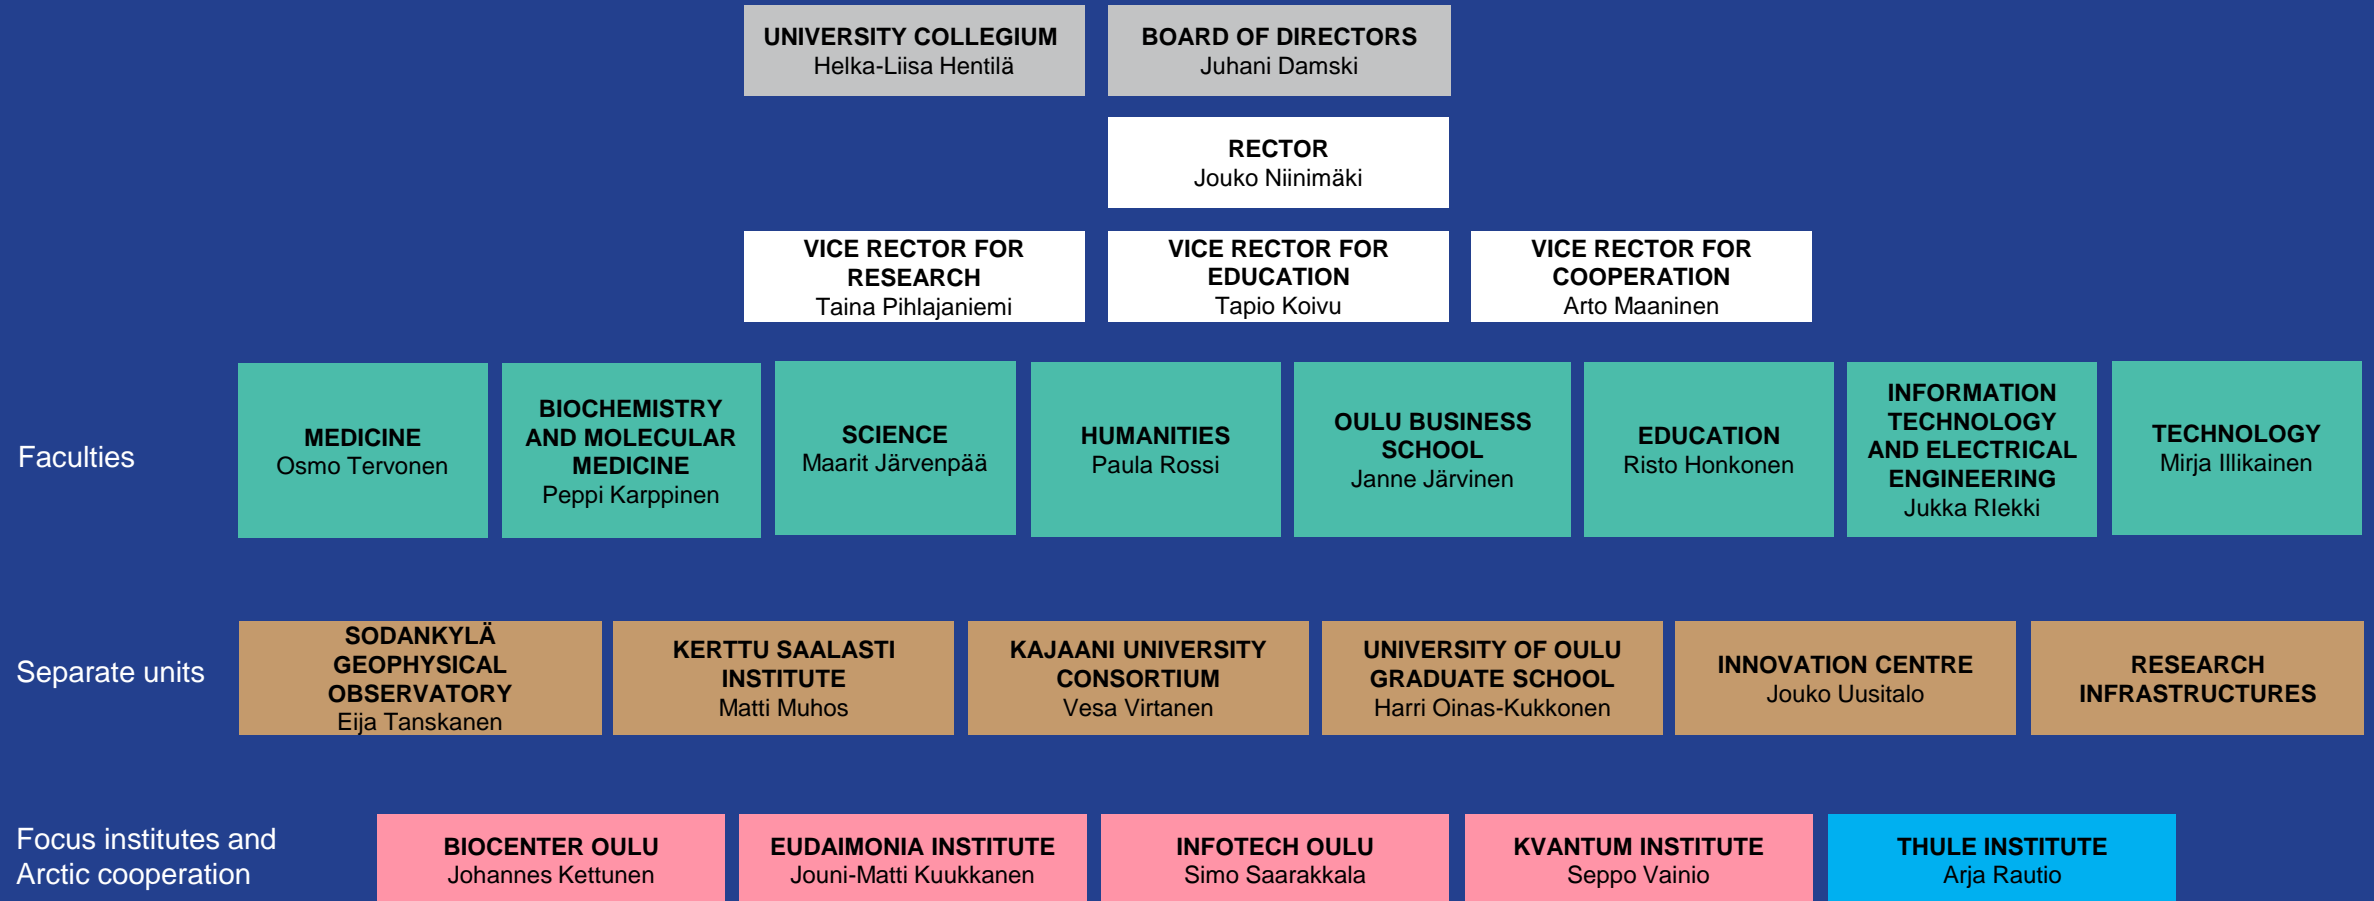 UNIVERSITY COLLEGIUM
Helka-Liisa Hentilä
BOARD OF DIRECTORS
Juhani Damski
RECTOR
Jouko Niinimäki
VICE RECTOR FOR
RESEARCH
Taina Pihlajaniemi
VICE RECTOR FOR
EDUCATION
Tapio Koivu
VICE RECTOR FOR
COOPERATION
Arto Maaninen
Faculties
MEDICINE
Osmo Tervonen
BIOCHEMISTRY
AND MOLECULAR
MEDICINE
Peppi Karppinen
SCIENCE
Maarit Järvenpää
HUMANITIES
Paula Rossi
OULU BUSINESS
SCHOOL
Janne Järvinen
EDUCATION
Risto Honkonen
INFORMATION
TECHNOLOGY
AND ELECTRICAL
ENGINEERING
Jukka RIekki
TECHNOLOGY
Mirja Illikainen
Separate units
SODANKYLÄ
GEOPHYSICAL
OBSERVATORY
Eija Tanskanen
KERTTU SAALASTI
INSTITUTE
Matti Muhos
KAJAANI UNIVERSITY
CONSORTIUM
Vesa Virtanen
UNIVERSITY OF OULU
GRADUATE SCHOOL
Harri Oinas-Kukkonen
INNOVATION CENTRE
Jouko Uusitalo
RESEARCH
INFRASTRUCTURES
Focus institutes and
Arctic cooperation
BIOCENTER OULU
Johannes Kettunen
EUDAIMONIA INSTITUTE
Jouni-Matti Kuukkanen
INFOTECH OULU
Simo Saarakkala
KVANTUM INSTITUTE
Seppo Vainio
THULE INSTITUTE
Arja Rautio